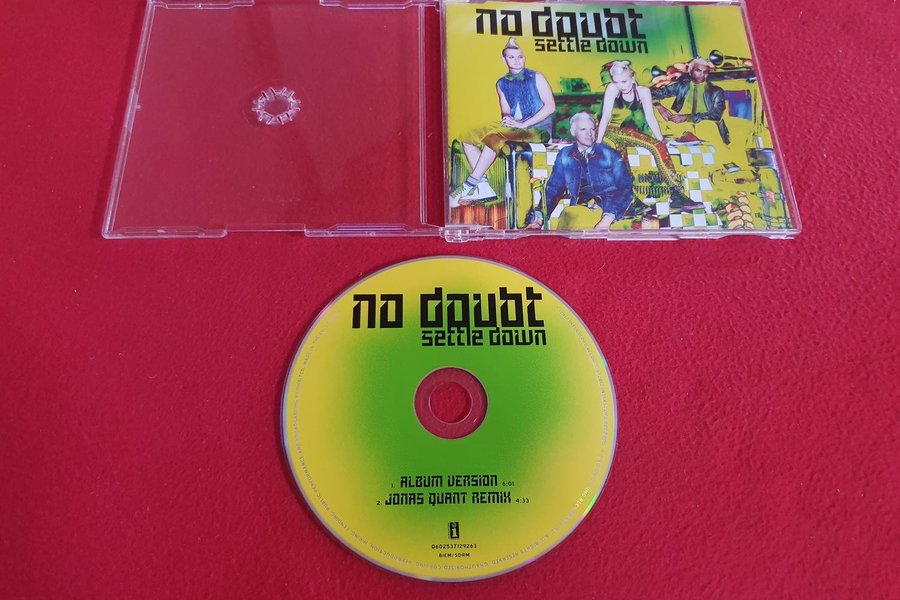 no doubt
settle down
no doubt
settle down
1. ALBUM VERSION 6:01
2. JONAS QUANT REMIX 4:33
i
0602537129263
BIEM/SDRM